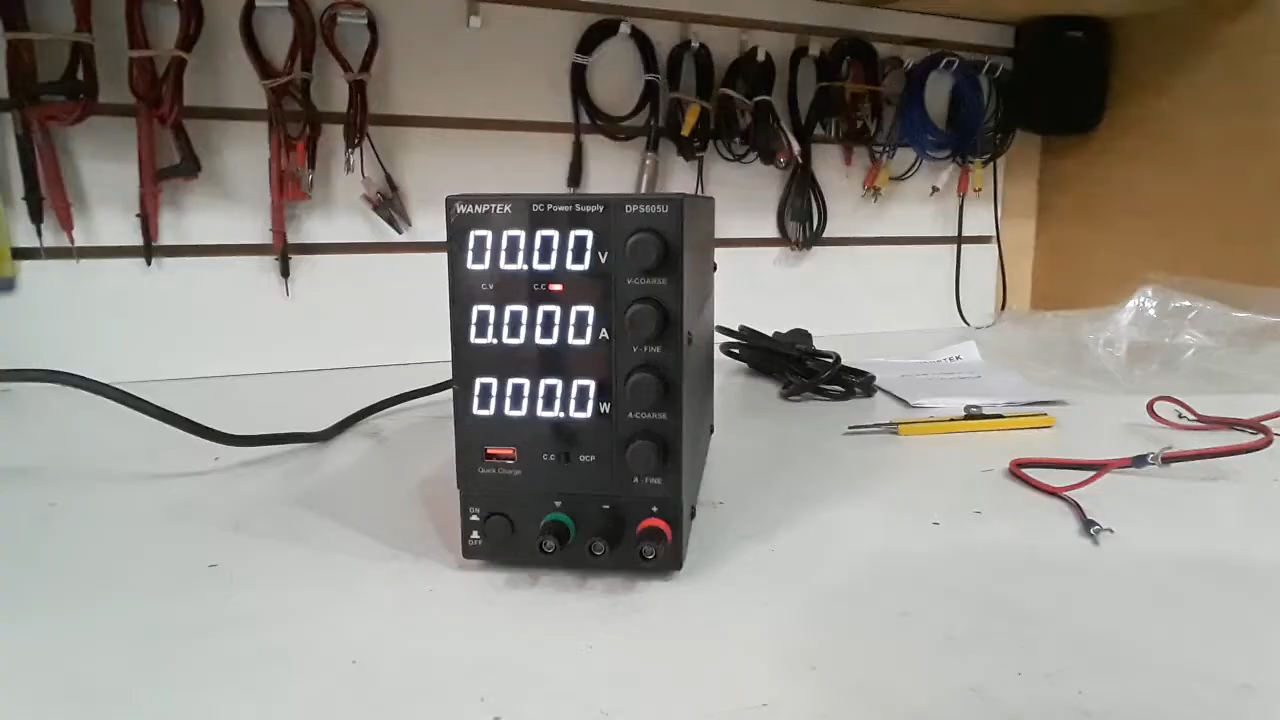 WANPTEK DC Power Supply DPS605U
00.00 V
V-COARSE
C.V C.C
0.000 A
V - FINE
000.0 W
A-COARSE
C.C OCP
Quick Charge
A - FINE
ON
OFF
- +
WANPTEK